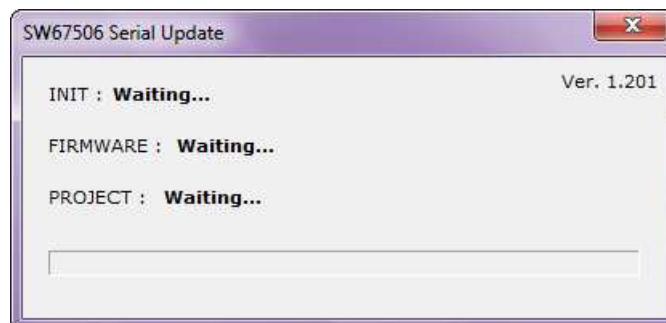 SW67506 Serial Update
Ver. 1.201
INIT : Waiting...
FIRMWARE : Waiting...
PROJECT : Waiting...